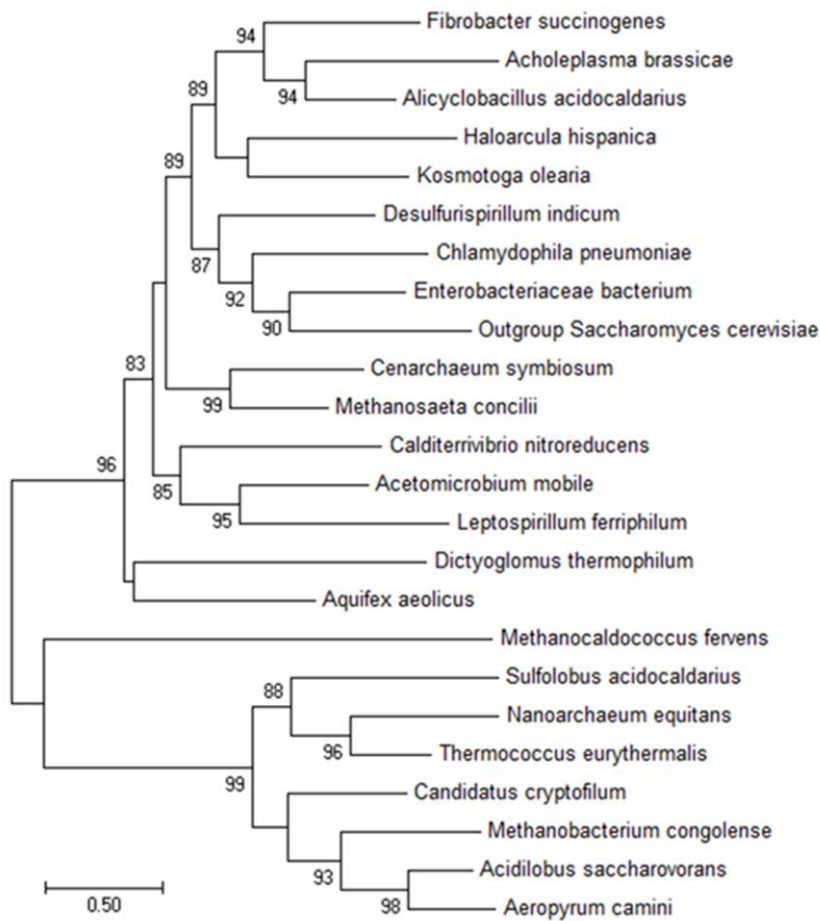 94
Fibrobacter succinogenes
Acholeplasma brassicae
94
Alicyclobacillus acidocaldarius
89
Haloarcula hispanica
89
Kosmotoga olearia
Desulfurispirillum indicum
87
Chlamydophila pneumoniae
92
Enterobacteriaceae bacterium
90
Outgroup Saccharomyces cerevisiae
83
Cenarchaeum symbiosum
99
Methanosaeta concilii
Calditerrivibrio nitroreducens
96
85
Acetomicrobium mobile
95
Leptospirillum ferriphilum
Dictyoglomus thermophilum
Aquifex aeolicus
Methanocaldococcus fervens
88
Sulfolobus acidocaldarius
Nanoarchaeum equitans
96
Thermococcus eurythermalis
99
Candidatus cryptofilum
Methanobacterium congolense
93
Acidilobus saccharovorans
98
Aeropyrum camini
0.50